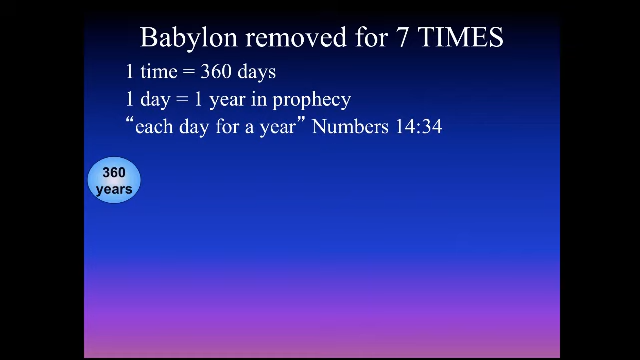 Babylon removed for 7 TIMES
1 time = 360 days
1 day = 1 year in prophecy
“each day for a year” Numbers 14:34
360
years